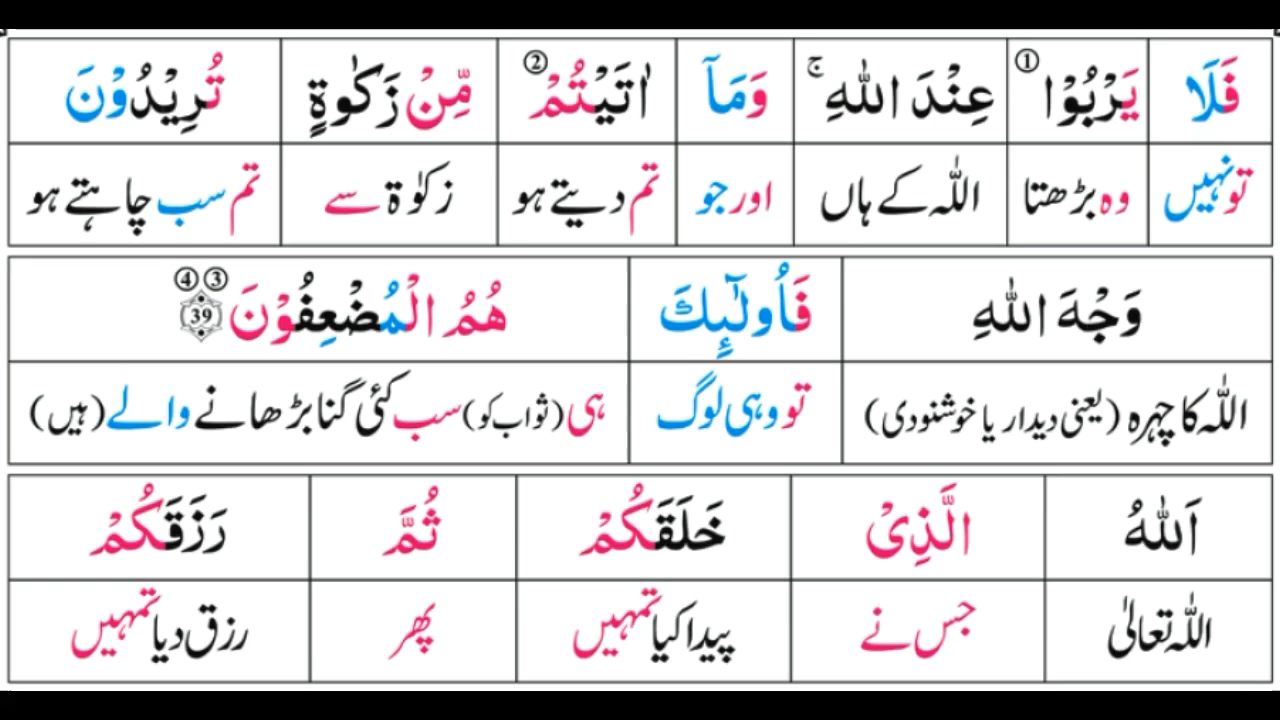 فَلَا يَرْبُوْا ① عِنْدَ اللّٰهِ ۚ وَمَاۤ اٰتَيْتُمْ ② مِّنْ زَكٰوةٍ تُرِيْدُوْنَ
تو نہیں وہ بڑھتا اللہ کے ہاں اور جو تم دیتے ہو زکوٰۃ سے تم سب چاہتے ہو
وَجْهَ اللّٰهِ فَاُولٰٓئِكَ هُمُ الْمُضْعِفُوْنَ ③ ④ 39
اللہ کا چہرہ (یعنی دیدار یا خوشنودی) تو وہی لوگ ہی (ثواب کو) سب کئی گنا بڑھانے والے (ہیں)
اَللّٰهُ الَّذِیْ خَلَقَكُمْ ثُمَّ رَزَقَكُمْ
اللہ تعالیٰ جس نے پیدا کیا تمہیں پھر رزق دیا تمہیں